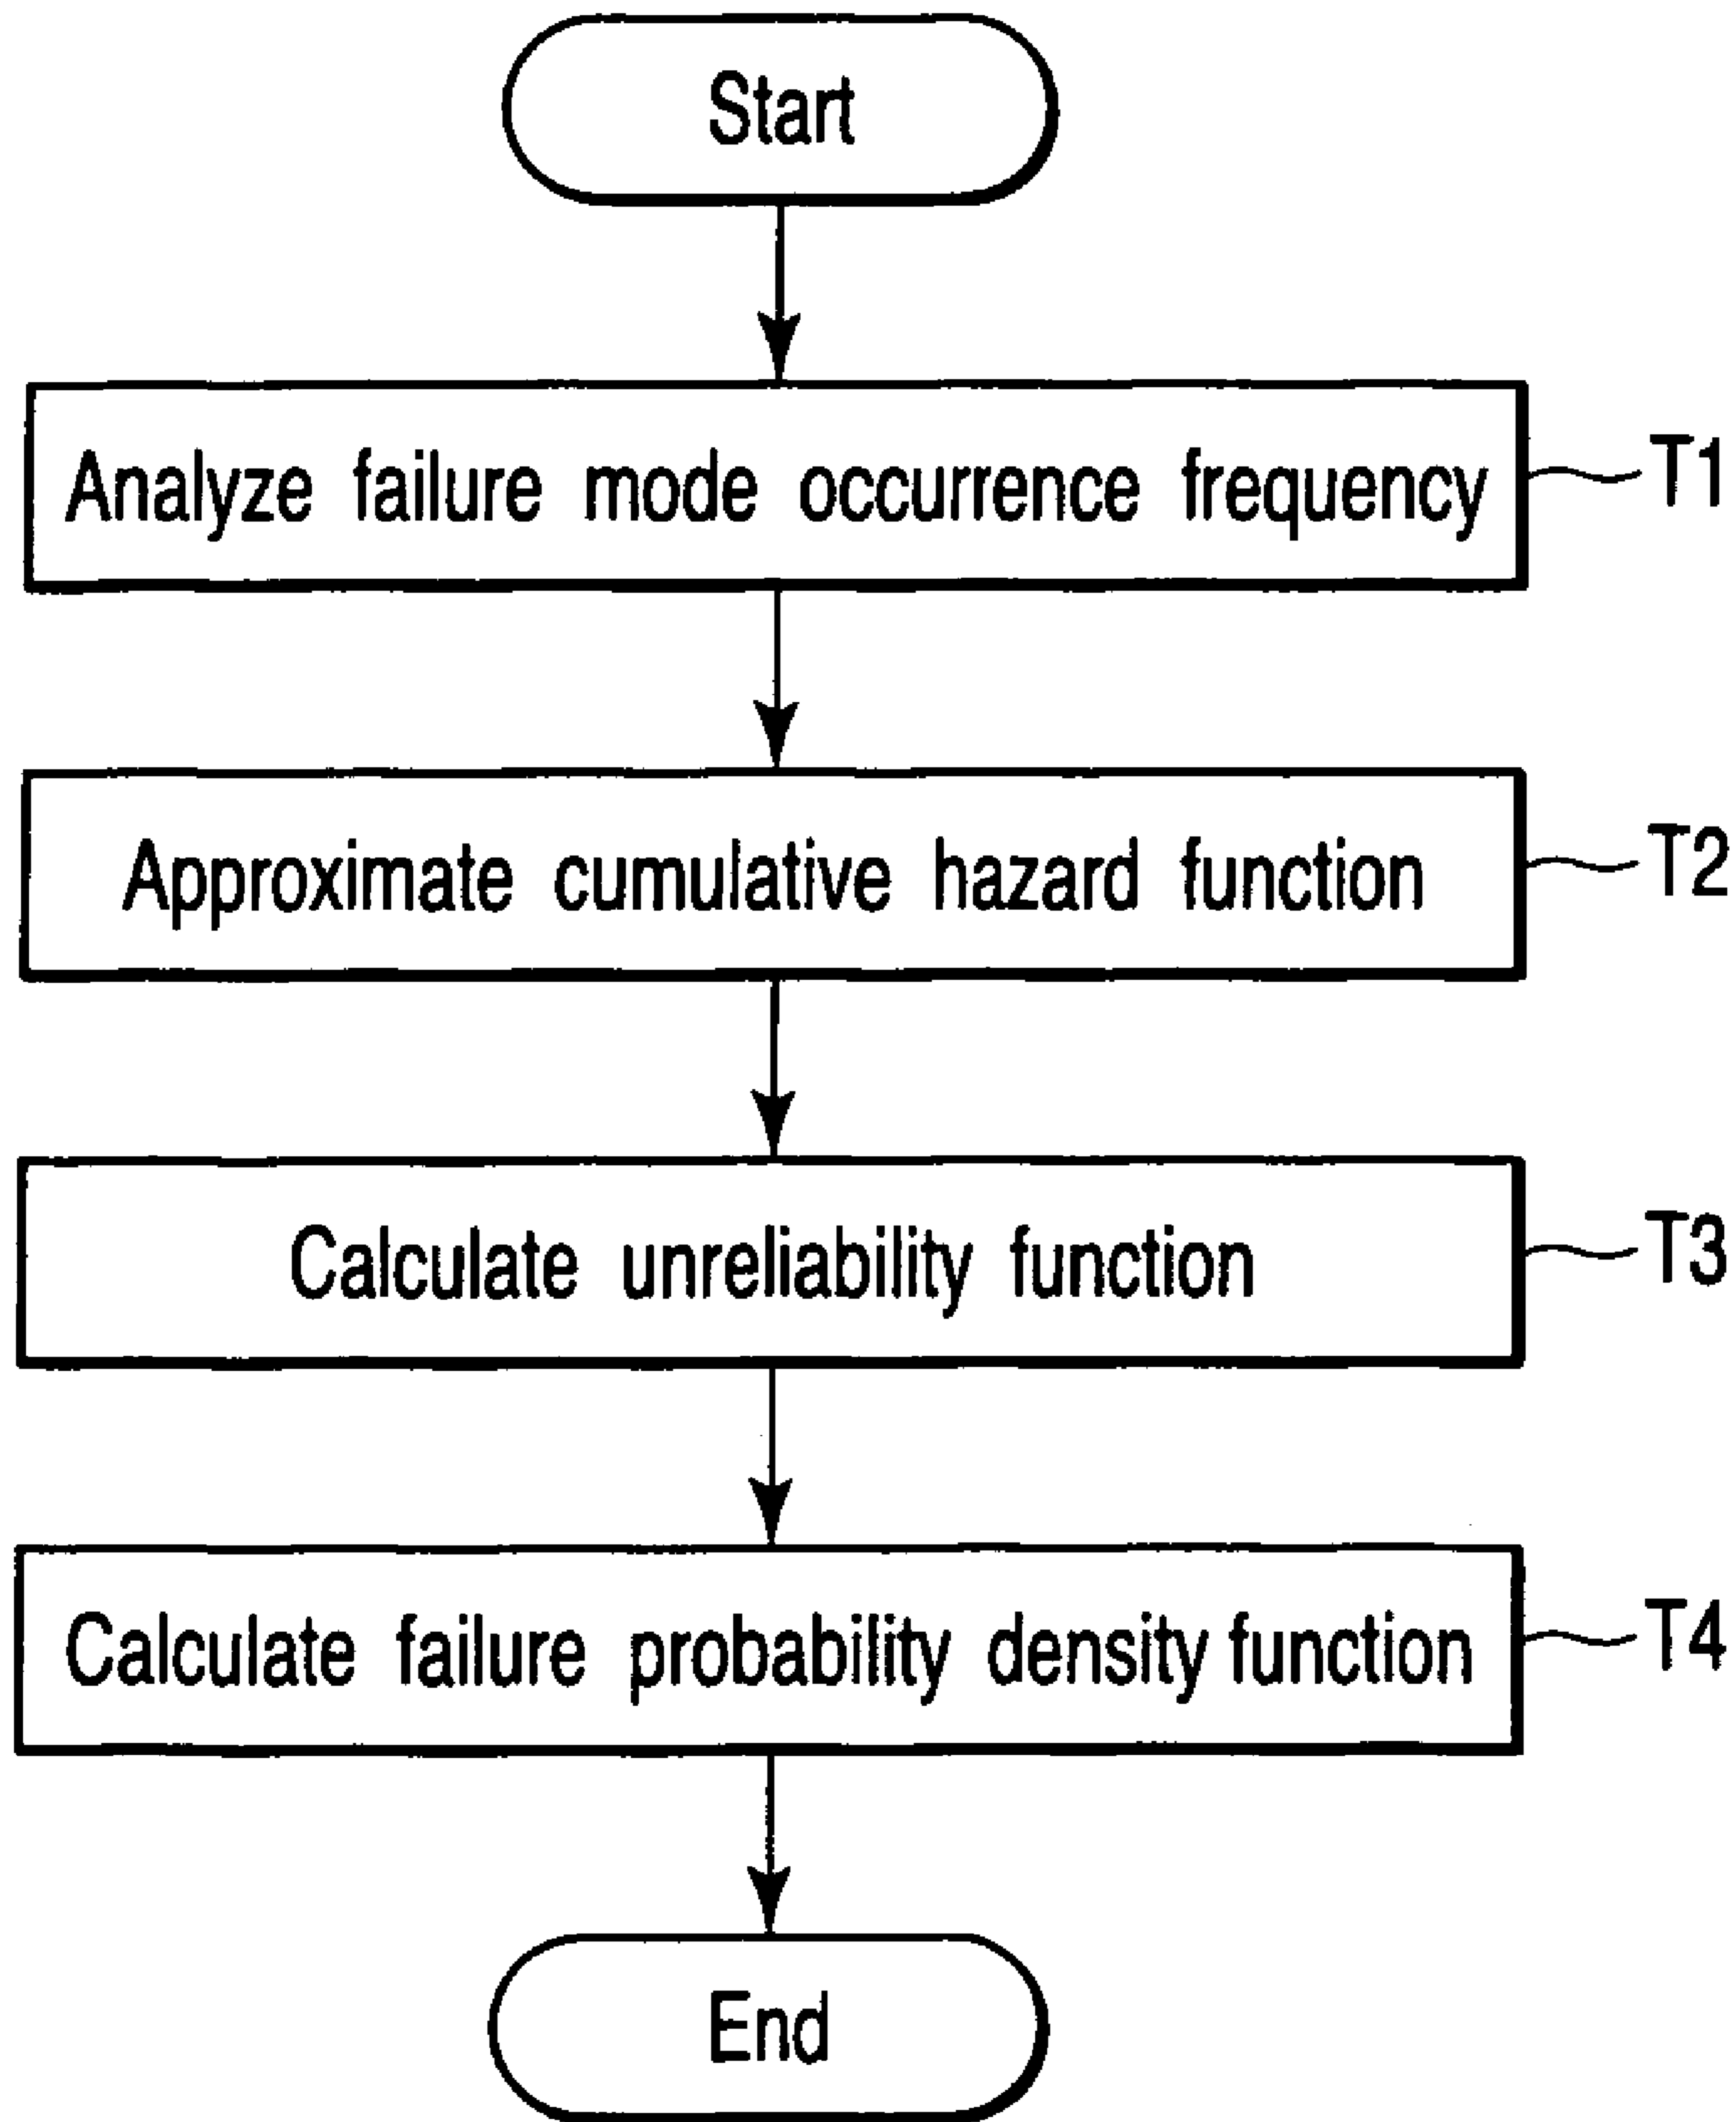 Start
Analyze failure mode occurrence frequency
T1
Approximate cumulative hazard function
T2
Calculate unreliability function
T3
Calculate failure probability density function
T4
End